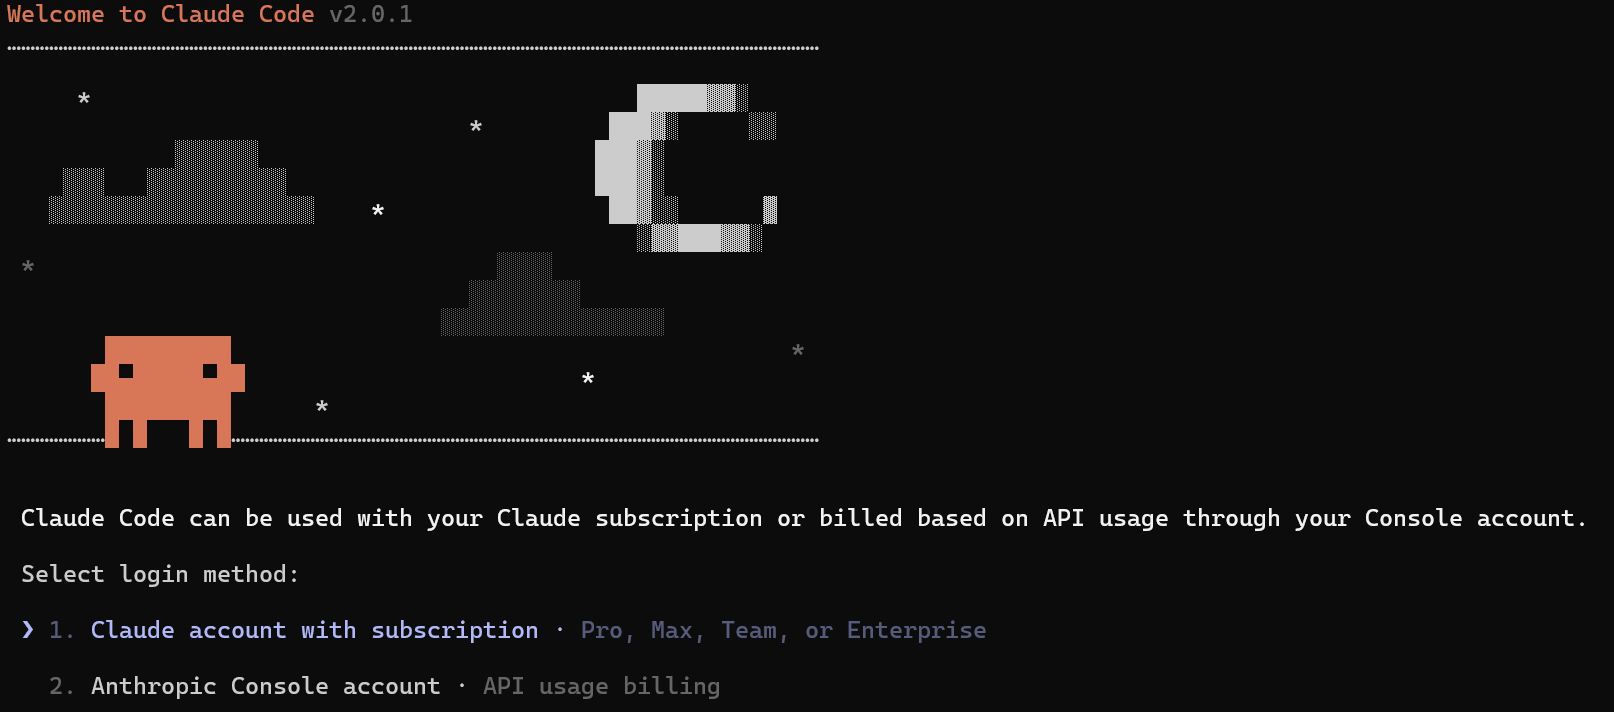 Welcome to Claude Code v2.0.1
Claude Code can be used with your Claude subscription or billed based on API usage through your Console account.
Select login method:
❯ 1. Claude account with subscription · Pro, Max, Team, or Enterprise
2. Anthropic Console account · API usage billing